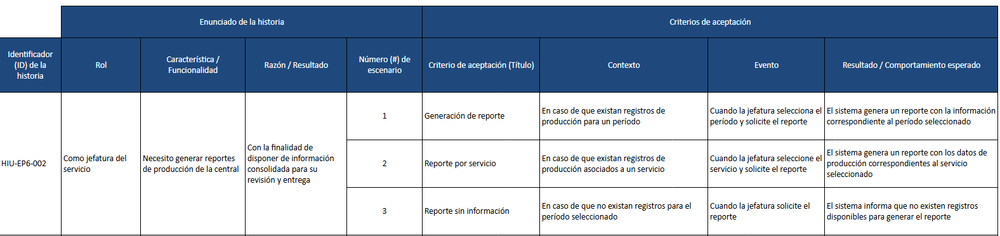 Enunciado de la historia
Criterios de aceptación
Identificador
(ID) de la
historia
Rol
Característica /
Funcionalidad
Razón / Resultado
Número (#) de
escenario
Criterio de aceptación (Título)
Contexto
Evento
Resultado / Comportamiento esperado
HIU-EP6-002
Como jefatura del
servicio
Necesito generar reportes
de producción de la central
Con la finalidad de
disponer de información
consolidada para su
revisión y entrega
1
Generación de reporte
En caso de que existan registros de
producción para un período
Cuando la jefatura selecciona el
período y solicite el reporte
El sistema genera un reporte con la información
correspondiente al período seleccionado
2
Reporte por servicio
En caso de que existan registros de
producción asociados a un servicio
Cuando la jefatura seleccione el
servicio y solicite el reporte
El sistema genera un reporte con los datos de
producción correspondientes al servicio
seleccionado
3
Reporte sin información
En caso de que no existan registros para el
período seleccionado
Cuando la jefatura solicite el
reporte
El sistema informa que no existen registros
disponibles para generar el reporte